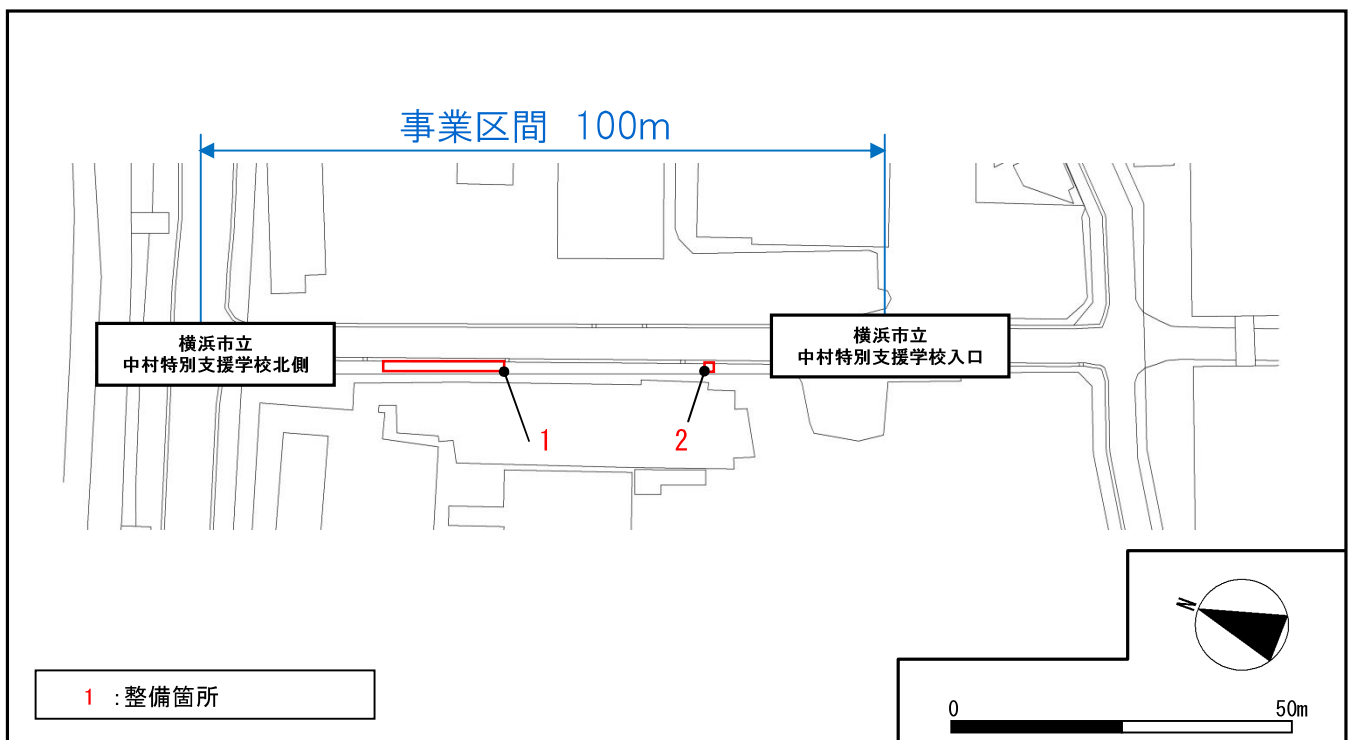 事業区間 100m
横浜市立
中村特別支援学校北側
横浜市立
中村特別支援学校入口
1
2
N
1 :整備箇所
0 50m